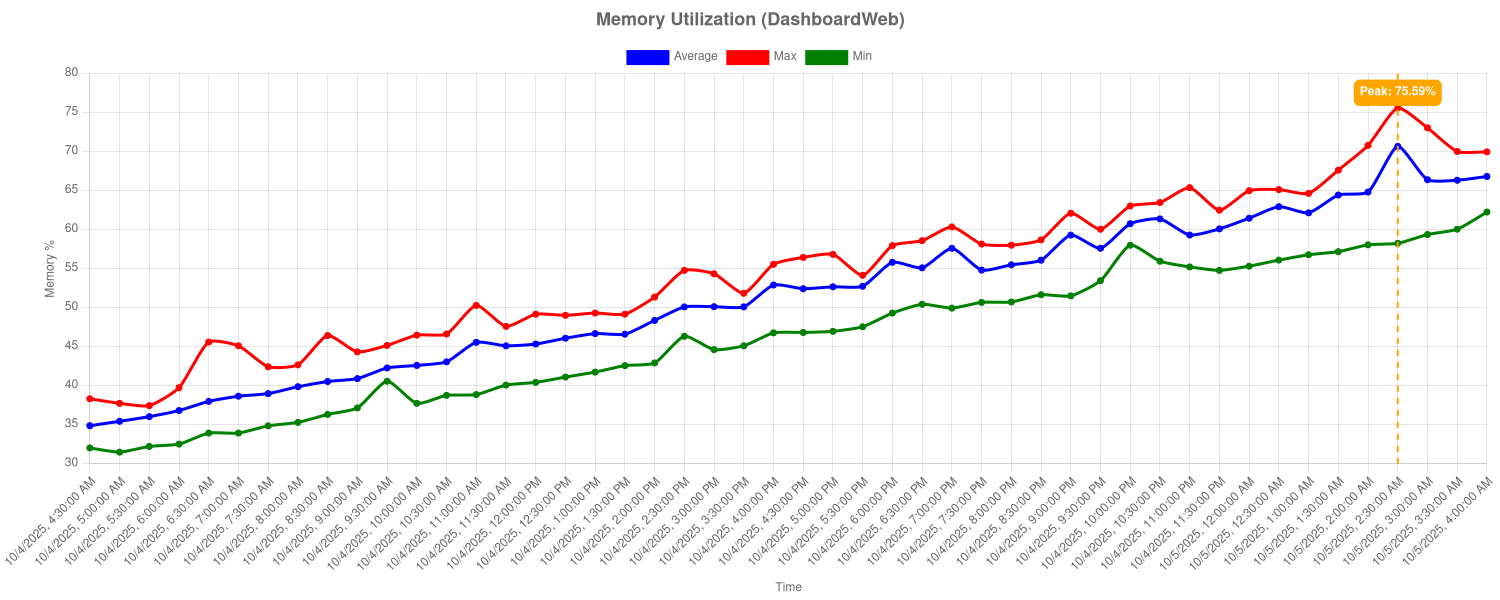 Memory Utilization (DashboardWeb)
Average Max Min
Peak: 75.59%
80
75
70
65
60
55
50
45
40
35
30
Memory %
10/4/2025, 4:30:00 AM
10/4/2025, 5:00:00 AM
10/4/2025, 5:30:00 AM
10/4/2025, 6:00:00 AM
10/4/2025, 6:30:00 AM
10/4/2025, 7:00:00 AM
10/4/2025, 7:30:00 AM
10/4/2025, 8:00:00 AM
10/4/2025, 8:30:00 AM
10/4/2025, 9:00:00 AM
10/4/2025, 9:30:00 AM
10/4/2025, 10:00:00 AM
10/4/2025, 10:30:00 AM
10/4/2025, 11:00:00 AM
10/4/2025, 11:30:00 AM
10/4/2025, 12:00:00 PM
10/4/2025, 12:30:00 PM
10/4/2025, 1:00:00 PM
10/4/2025, 1:30:00 PM
10/4/2025, 2:00:00 PM
10/4/2025, 2:30:00 PM
10/4/2025, 3:00:00 PM
10/4/2025, 3:30:00 PM
10/4/2025, 4:00:00 PM
10/4/2025, 4:30:00 PM
10/4/2025, 5:00:00 PM
10/4/2025, 5:30:00 PM
10/4/2025, 6:00:00 PM
10/4/2025, 6:30:00 PM
10/4/2025, 7:00:00 PM
10/4/2025, 7:30:00 PM
10/4/2025, 8:00:00 PM
10/4/2025, 8:30:00 PM
10/4/2025, 9:00:00 PM
10/4/2025, 9:30:00 PM
10/4/2025, 10:00:00 PM
10/4/2025, 10:30:00 PM
10/4/2025, 11:00:00 PM
10/4/2025, 11:30:00 PM
10/5/2025, 12:00:00 AM
10/5/2025, 12:30:00 AM
10/5/2025, 1:00:00 AM
10/5/2025, 1:30:00 AM
10/5/2025, 2:00:00 AM
10/5/2025, 2:30:00 AM
10/5/2025, 3:00:00 AM
10/5/2025, 3:30:00 AM
10/5/2025, 4:00:00 AM
Time